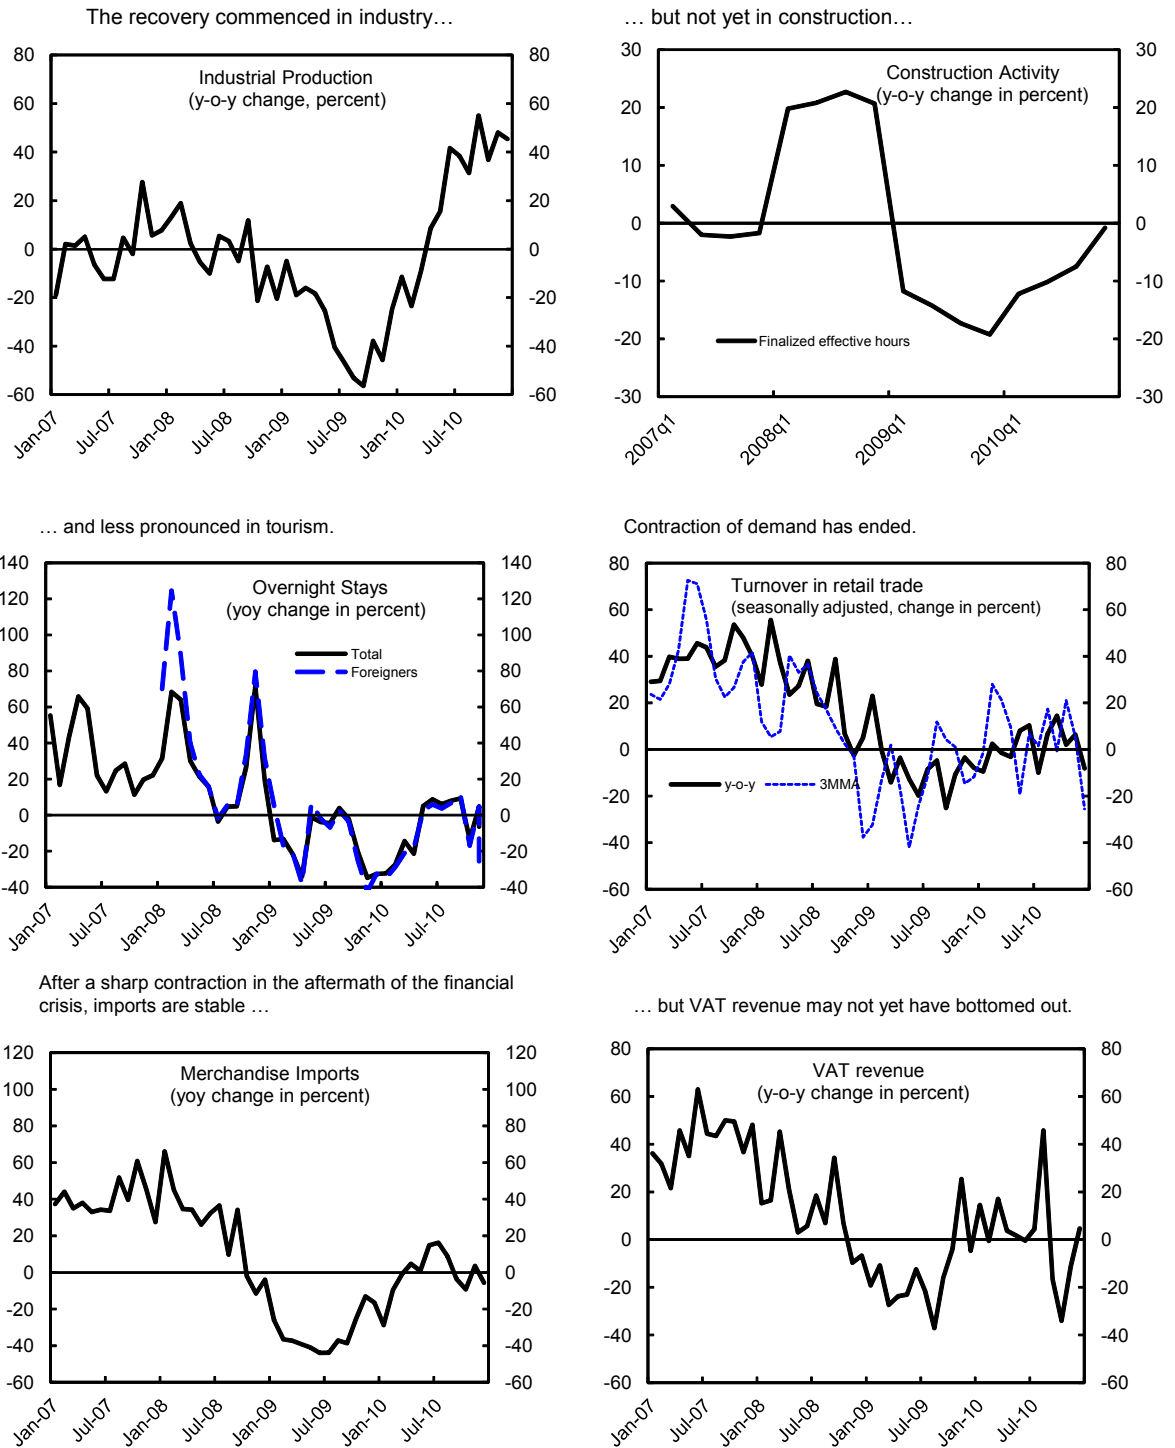 The recovery commenced in industry…
80
60
40
20
0
-20
-40
-60
Industrial Production
(y-o-y change, percent)
80
60
40
20
0
-20
-40
-60
Jan-07
Jul-07
Jan-08
Jul-08
Jan-09
Jul-09
Jan-10
Jul-10
… but not yet in construction…
30
20
10
0
-10
-20
-30
Construction Activity
(y-o-y change in percent)
Finalized effective hours
30
20
10
0
-10
-20
-30
2007q1
2008q1
2009q1
2010q1
… and less pronounced in tourism.
140
120
100
80
60
40
20
0
-20
-40
Overnight Stays
(yoy change in percent)
Total
Foreigners
140
120
100
80
60
40
20
0
-20
-40
Jan-07
Jul-07
Jan-08
Jul-08
Jan-09
Jul-09
Jan-10
Jul-10
Contraction of demand has ended.
80
60
40
20
0
-20
-40
-60
Turnover in retail trade
(seasonally adjusted, change in percent)
y-o-y
3MMA
80
60
40
20
0
-20
-40
-60
Jan-07
Jul-07
Jan-08
Jul-08
Jan-09
Jul-09
Jan-10
Jul-10
After a sharp contraction in the aftermath of the financial
crisis, imports are stable …
120
100
80
60
40
20
0
-20
-40
-60
Merchandise Imports
(yoy change in percent)
120
100
80
60
40
20
0
-20
-40
-60
Jan-07
Jul-07
Jan-08
Jul-08
Jan-09
Jul-09
Jan-10
Jul-10
… but VAT revenue may not yet have bottomed out.
80
60
40
20
0
-20
-40
-60
VAT revenue
(y-o-y change in percent)
80
60
40
20
0
-20
-40
-60
Jan-07
Jul-07
Jan-08
Jul-08
Jan-09
Jul-09
Jan-10
Jul-10